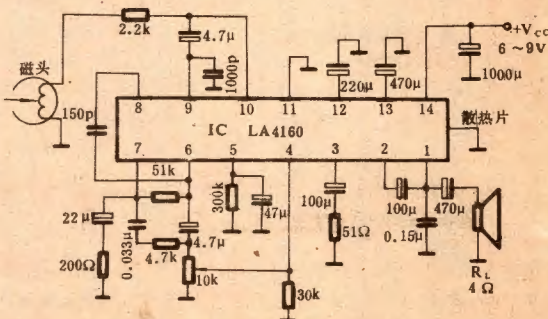 2.2k
4.7μ
1000p
220μ
470μ
+Vcc
6~9V
1000μ
磁头
150p
8 9 10 11 12 13 14
IC LA4160
散热片
7 6 5 4 3 2 1
51k
22μ
0.033μ
4.7k
4.7μ
200Ω
10k
300k
47μ
30k
100μ
51Ω
100μ
470μ
0.15μ
RL
4Ω